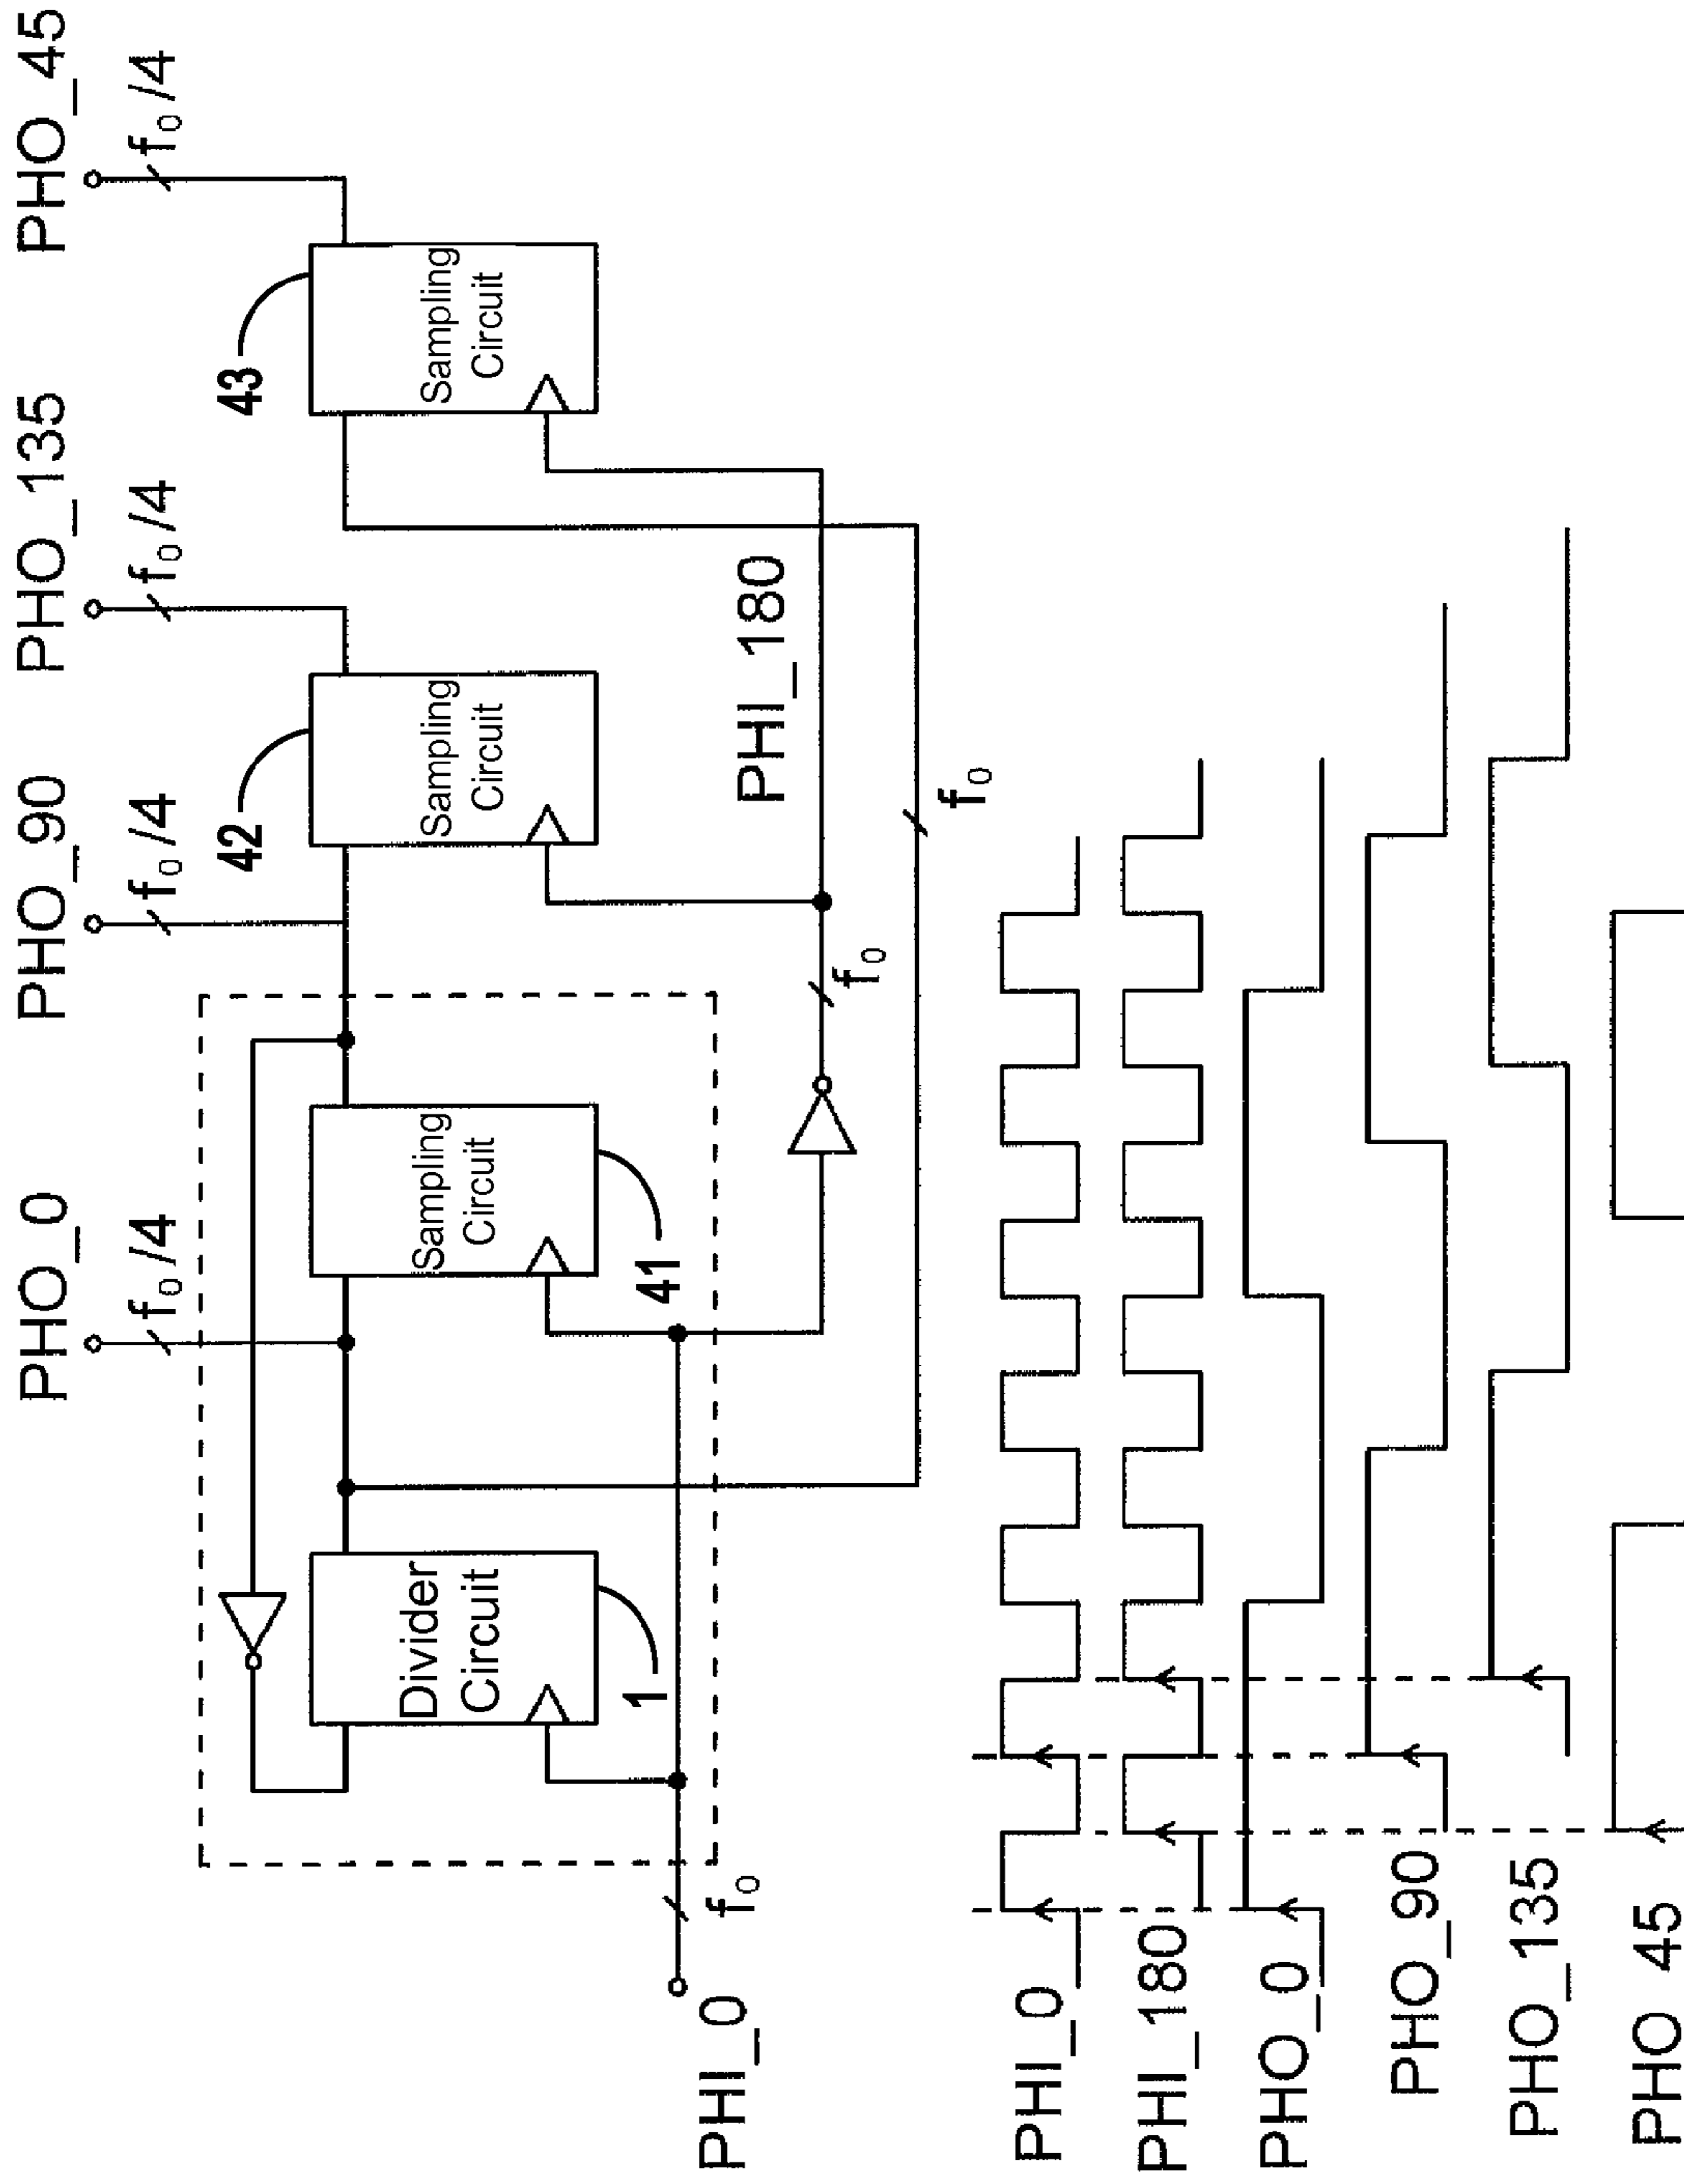 PHO_0
PHO_90
PHO_135
PHO_45
f₀/4
f₀/4
f₀/4
f₀/4
42
43
Divider
Circuit
Sampling
Circuit
Sampling
Circuit
Sampling
Circuit
1
41
PHI_0
f₀
f₀
PHI_180
f₀
PHI_0
PHI_180
PHO_0
PHO_90
PHO_135
PHO_45